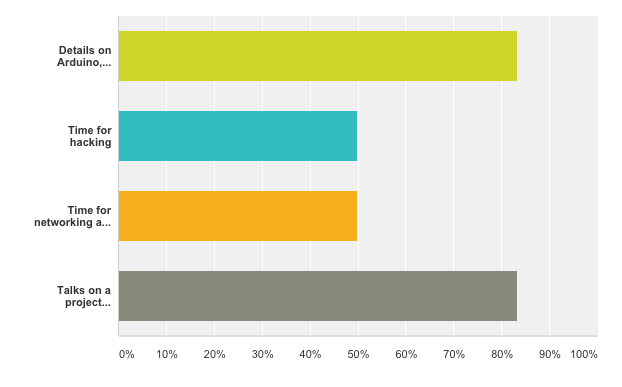 Details on
Arduino,...
Time for
hacking
Time for
networking a...
Talks on a
project...
0% 10% 20% 30% 40% 50% 60% 70% 80% 90% 100%